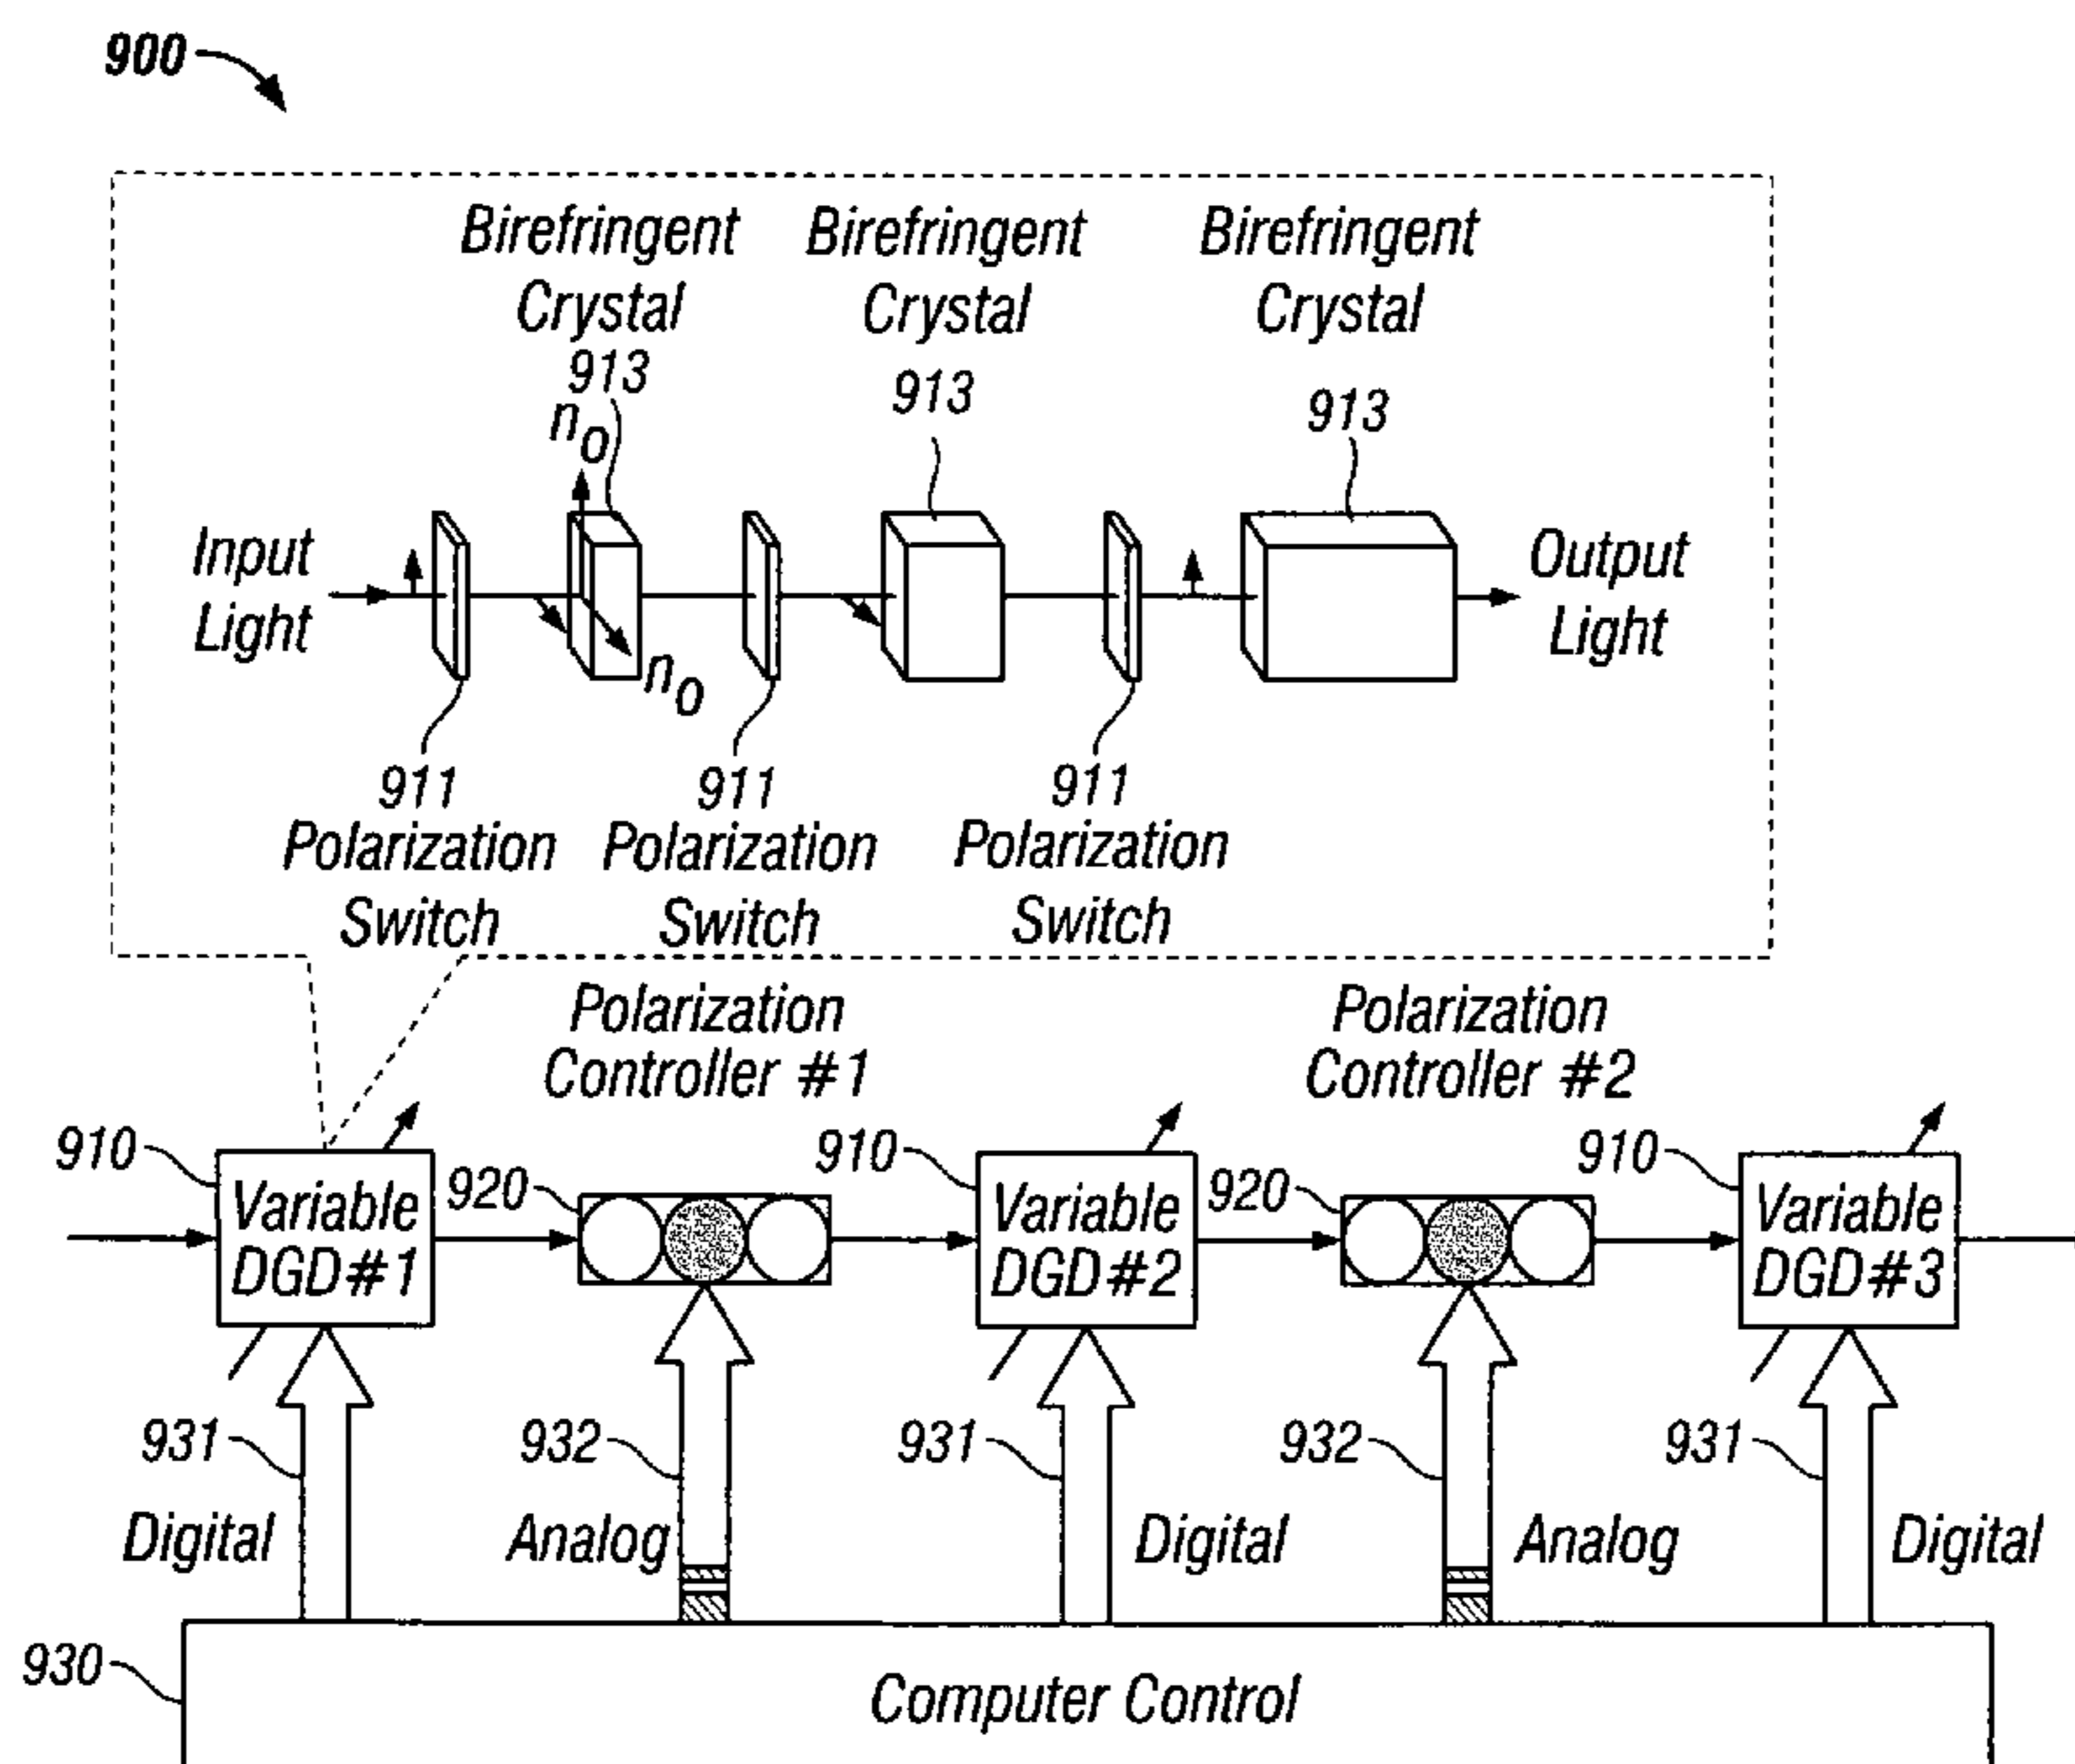 900
Birefringent Birefringent Birefringent
Crystal Crystal Crystal
913 913 913
n₀
Input
Light
Output
Light
n₀
911 911 911
Polarization Polarization Polarization
Switch Switch Switch
Polarization
Controller #1
Polarization
Controller #2
910 920 910 920 910
Variable
DGD#1
Variable
DGD#2
Variable
DGD#3
931 932 931 932 931
Digital Analog Digital Analog Digital
930
Computer Control